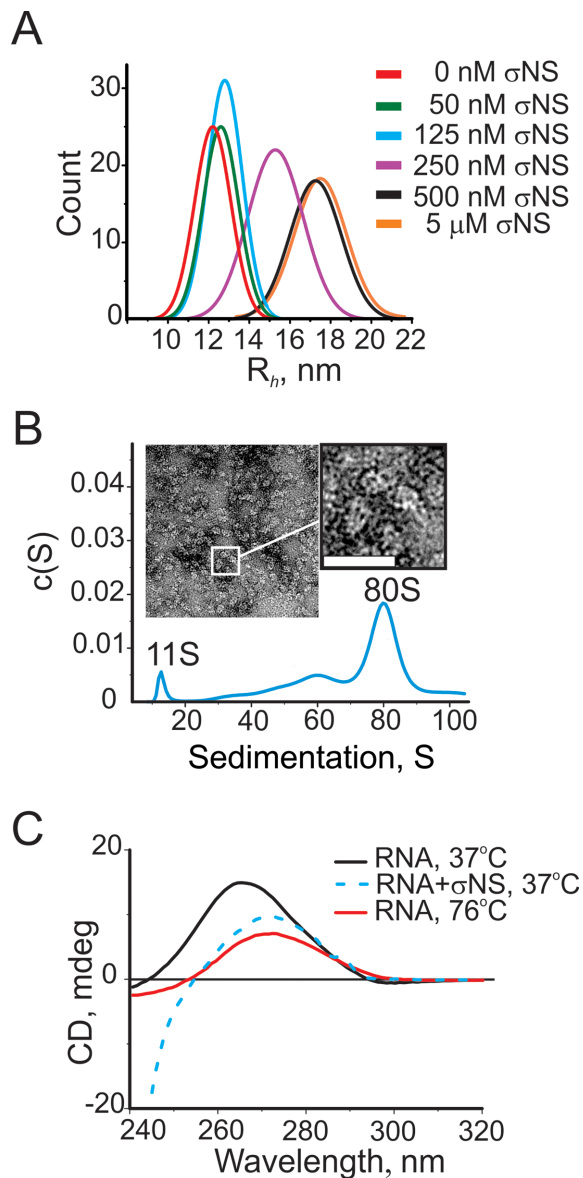 A
30
20
10
0
Count
10 12 14 16 18 20 22
R_h, nm
0 nM σNS
50 nM σNS
125 nM σNS
250 nM σNS
500 nM σNS
5 μM σNS
B
0.04
0.03
0.02
0.01
0
c(S)
11S
80S
20 40 60 80 100
Sedimentation, S
C
20
0
-20
CD, mdeg
RNA, 37°C
RNA+σNS, 37°C
RNA, 76°C
240 260 280 300 320
Wavelength, nm